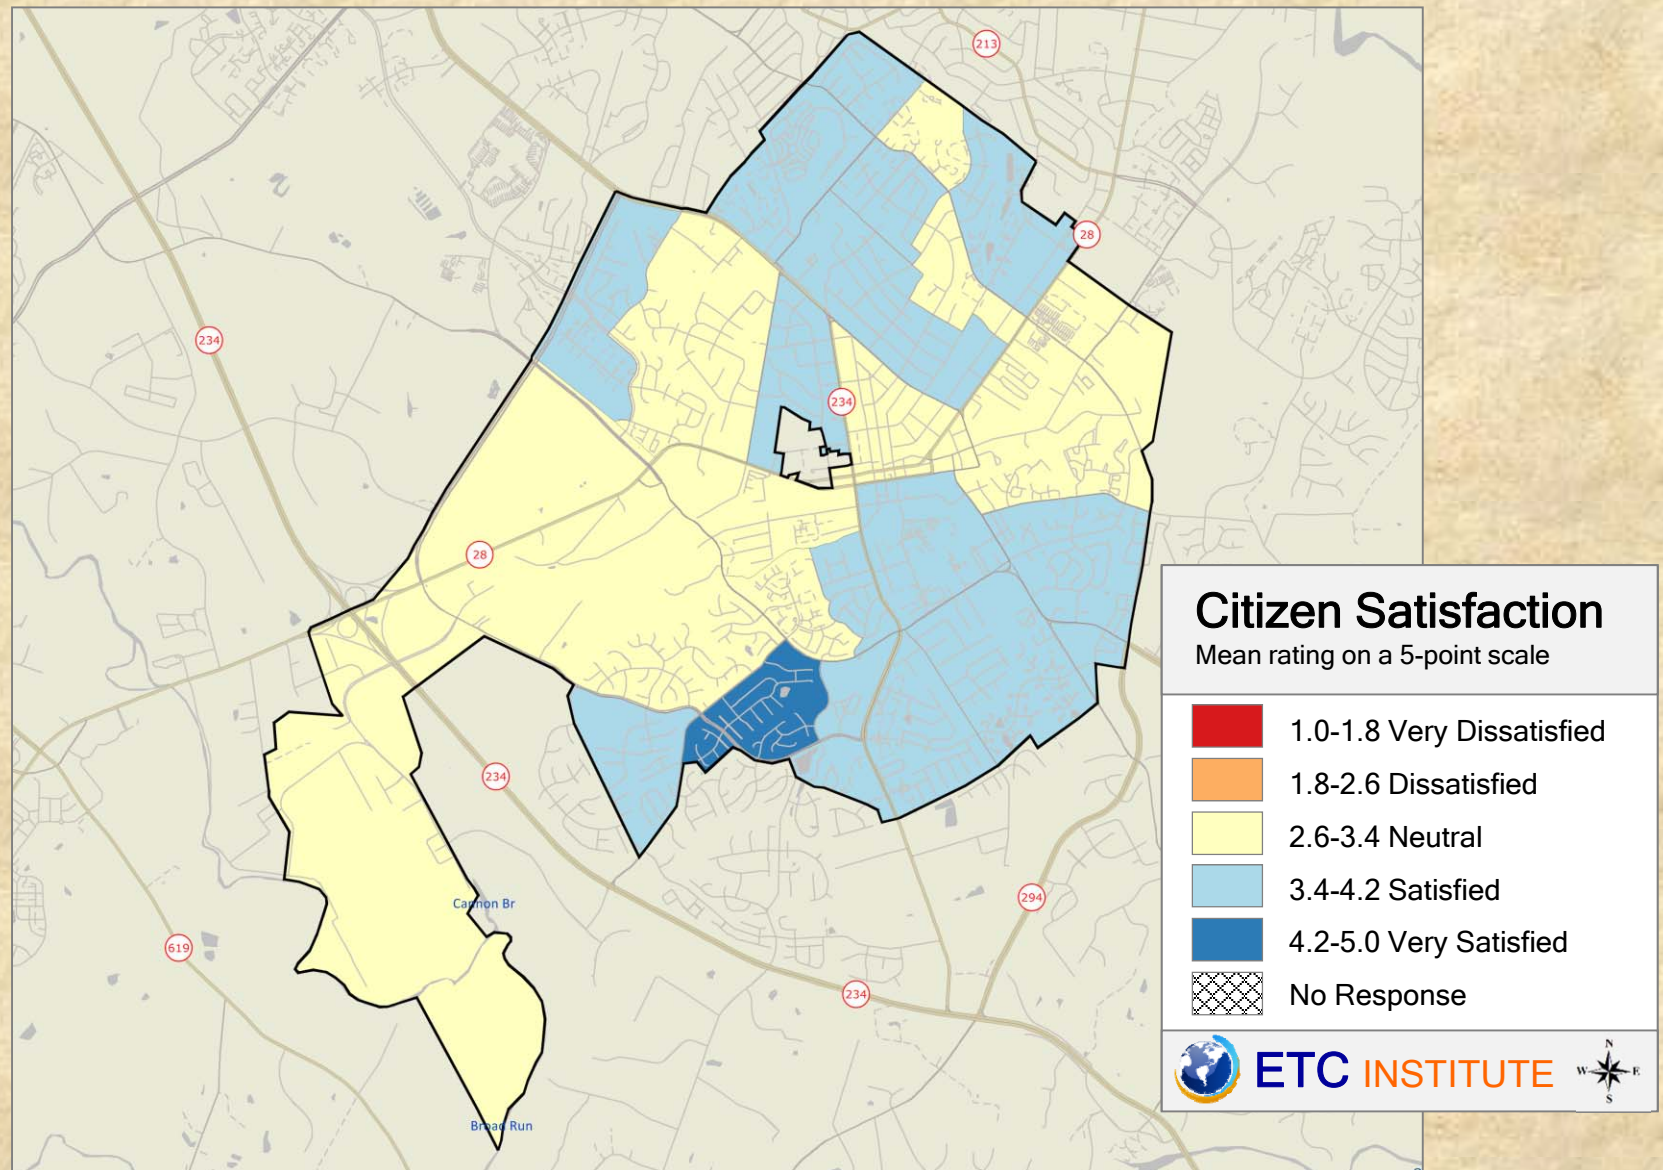 213
28
234
234
28
Citizen Satisfaction
Mean rating on a 5-point scale
1.0-1.8 Very Dissatisfied
1.8-2.6 Dissatisfied
2.6-3.4 Neutral
3.4-4.2 Satisfied
4.2-5.0 Very Satisfied
No Response
234
294
Cannon Br
619
234
Broad Run
ETC INSTITUTE
N
W E
S